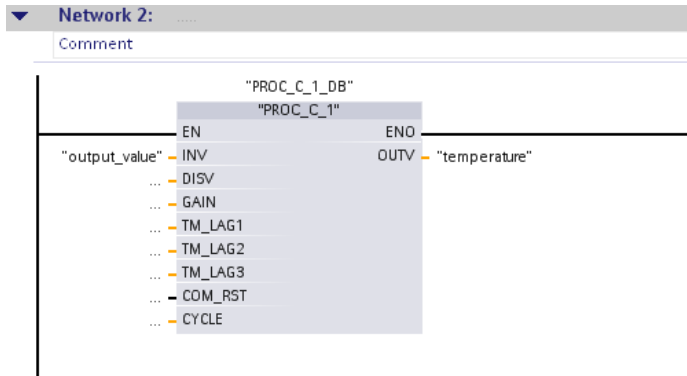 Network 2: .....
Comment
"PROC_C_1_DB"
"PROC_C_1"
EN ENO
"output_value" INV OUTV "temperature"
... DISV
... GAIN
... TM_LAG1
... TM_LAG2
... TM_LAG3
... COM_RST
... CYCLE